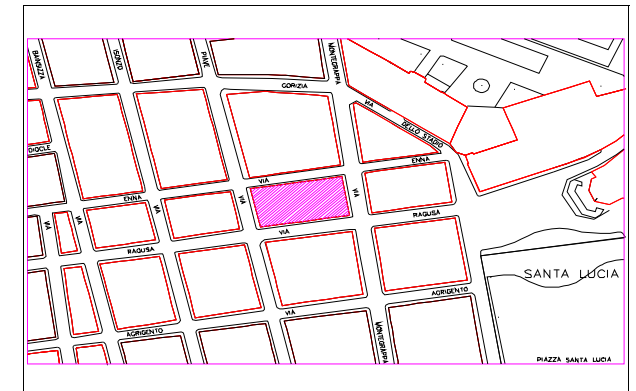 BAINSIZZA
ISONZO
PIAVE
MONTEGRAPPA
GORIZIA
VIA
DELLO STADIO
DIOCLE
ENNA
VIA
VIA
ENNA
VIA
VIA
VIA
VIA
VIA
RAGUSA
VIA
RAGUSA
SANTA LUCIA
AGRIGENTO
VIA
AGRIGENTO
MONTEGRAPPA
PIAZZA SANTA LUCIA